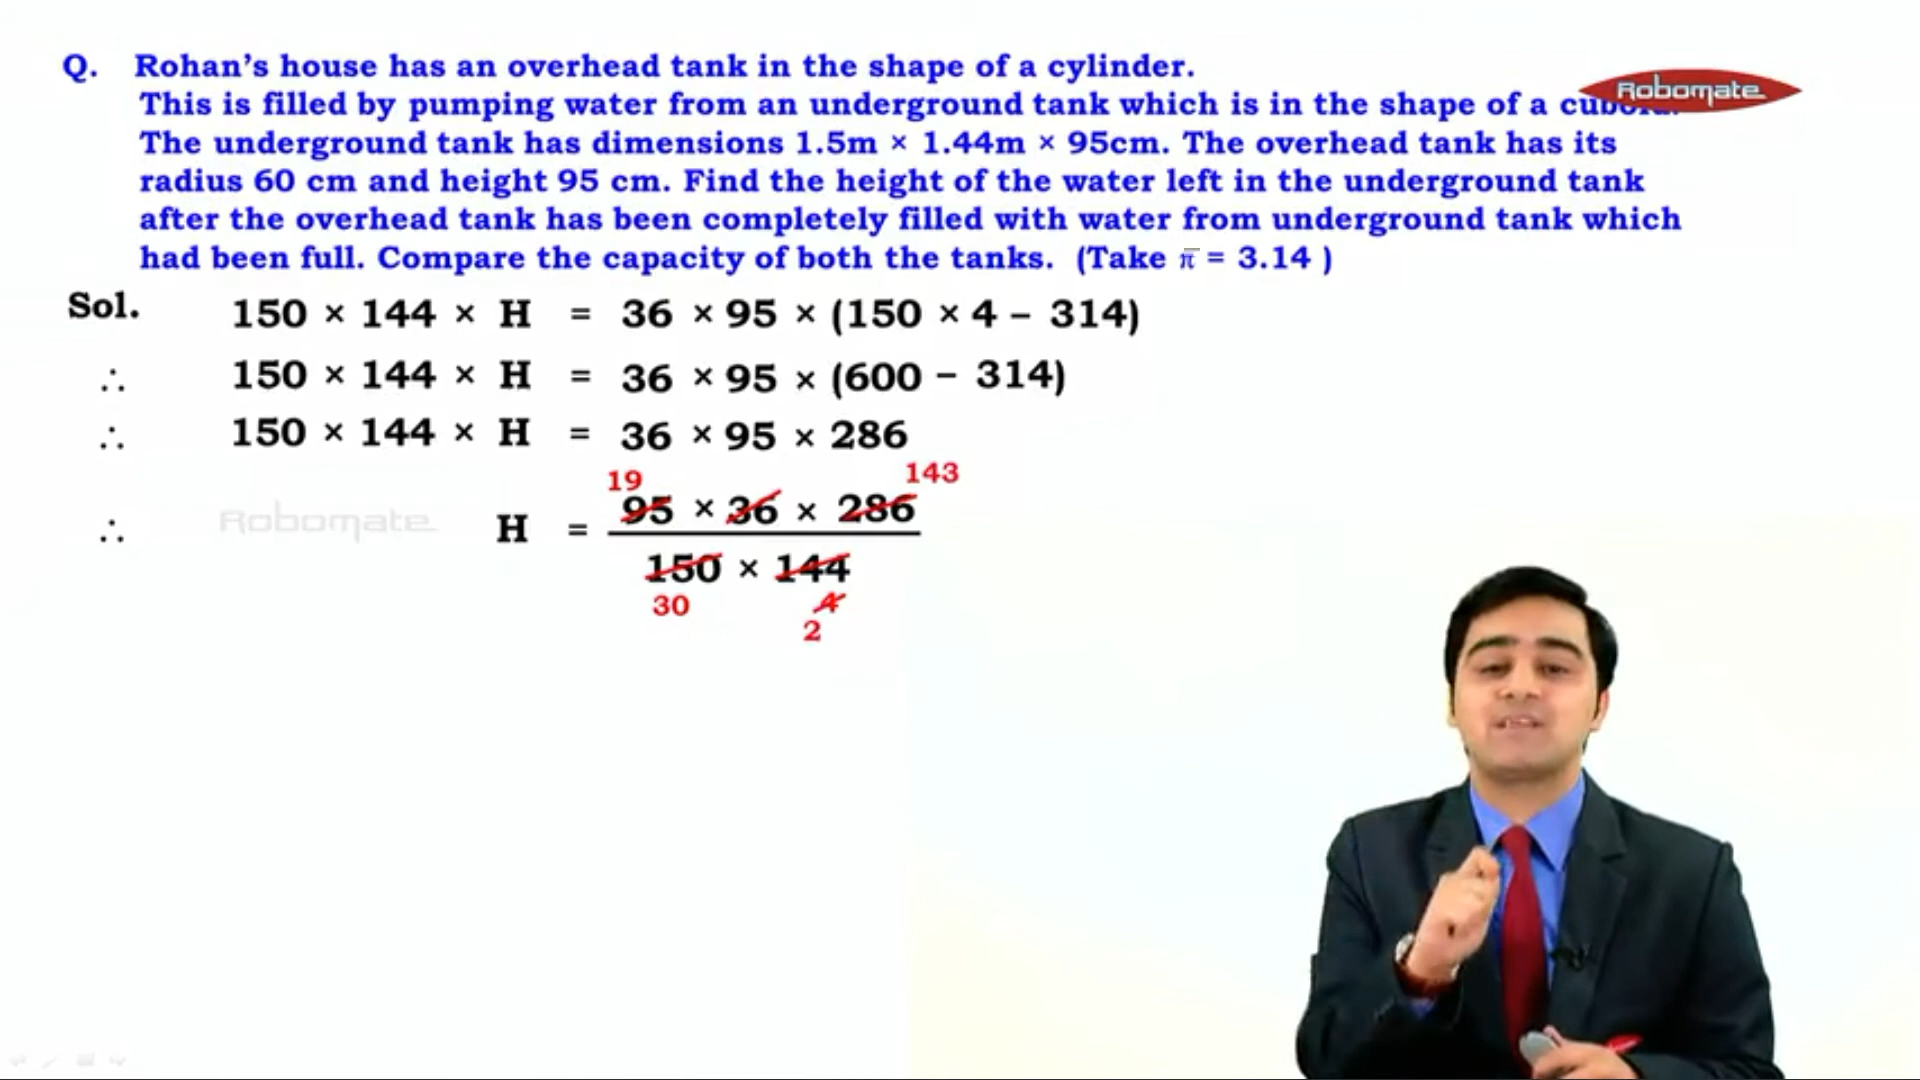 Q. Rohan's house has an overhead tank in the shape of a cylinder.
This is filled by pumping water from an underground tank which is in the shape of a cuboid.
Robomate
The underground tank has dimensions 1.5m × 1.44m × 95cm. The overhead tank has its
radius 60 cm and height 95 cm. Find the height of the water left in the underground tank
after the overhead tank has been completely filled with water from underground tank which
had been full. Compare the capacity of both the tanks. (Take π = 3.14 )
Sol. 150 × 144 × H = 36 × 95 × (150 × 4 – 314)
∴ 150 × 144 × H = 36 × 95 × (600 – 314)
∴ 150 × 144 × H = 36 × 95 × 286
19 143
95 × 36 × 286
∴ Robomate H =
150 × 144
30 4
2